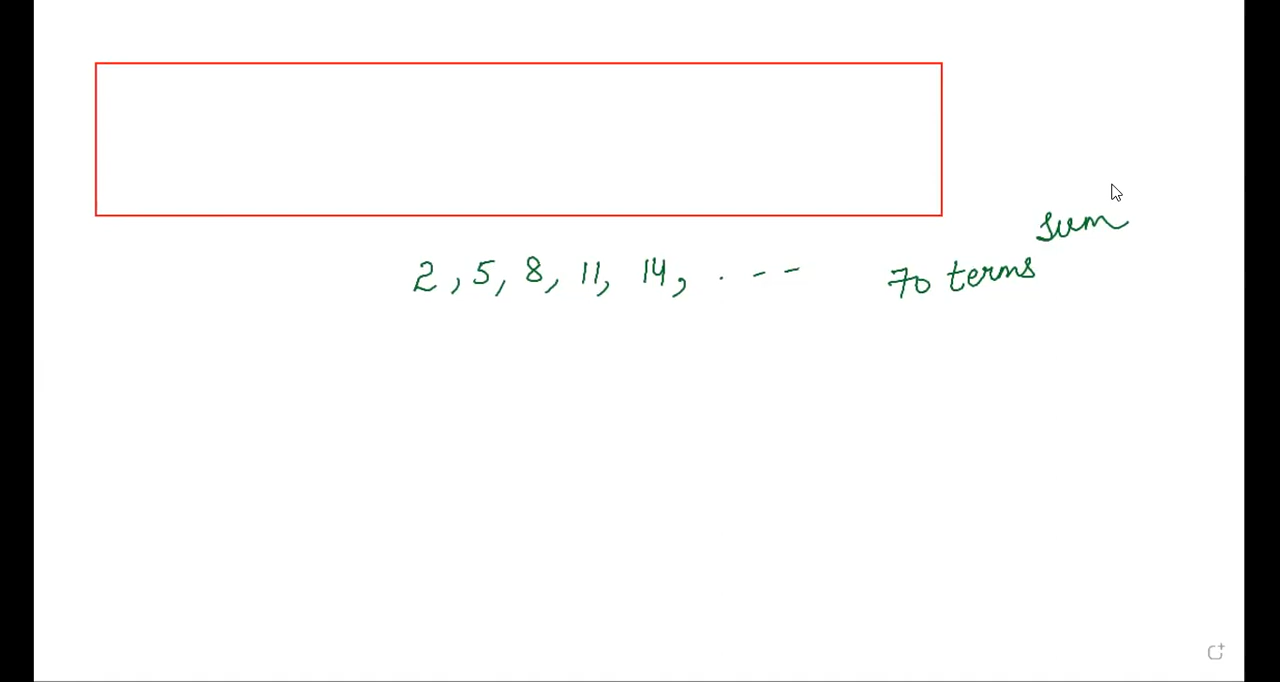 sum
2, 5, 8, 11, 14, . - - 70 terms